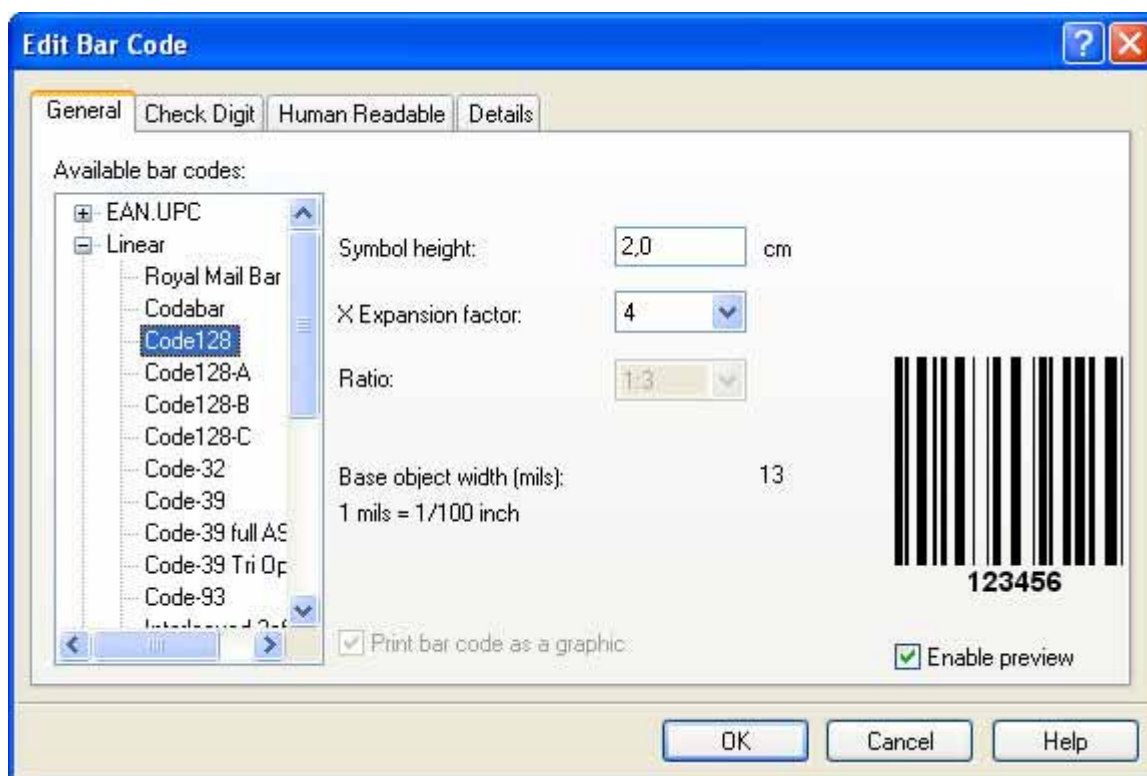 Edit Bar Code
General Check Digit Human Readable Details
Available bar codes:
EAN.UPC
Linear
Royal Mail Bar
Codabar
Code128
Code128-A
Code128-B
Code128-C
Code-32
Code-39
Code-39 full AS
Code-39 Tri Op
Code-93
Symbol height: 2,0 cm
X Expansion factor: 4
Ratio: 1:3
Base object width (mils): 13
1 mils = 1/100 inch
123456
Print bar code as a graphic
Enable preview
OK Cancel Help